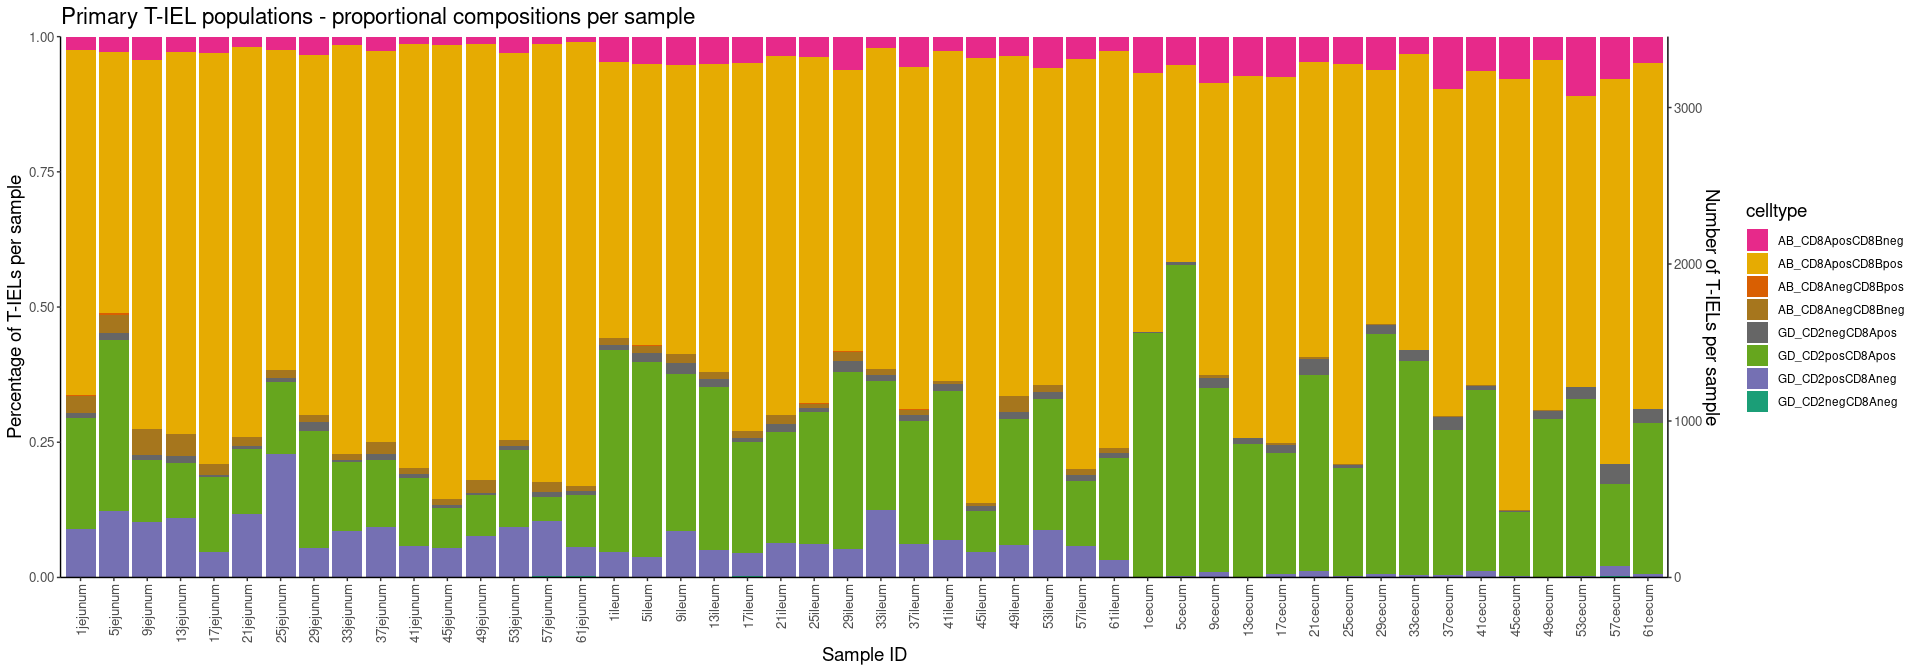 Primary T-IEL populations - proportional compositions per sample
Percentage of T-IELs per sample
1.00
0.75
0.50
0.25
0.00
3000
2000
1000
0
Number of T-IELs per sample
1jejunum
5jejunum
9jejunum
13jejunum
17jejunum
21jejunum
25jejunum
29jejunum
33jejunum
37jejunum
41jejunum
45jejunum
49jejunum
53jejunum
57jejunum
61jejunum
1ileum
5ileum
9ileum
13ileum
17ileum
21ileum
25ileum
29ileum
33ileum
37ileum
41ileum
45ileum
49ileum
53ileum
57ileum
61ileum
1cecum
5cecum
9cecum
13cecum
17cecum
21cecum
25cecum
29cecum
33cecum
37cecum
41cecum
45cecum
49cecum
53cecum
57cecum
61cecum
Sample ID
celltype
AB_CD8AposCD8Bneg
AB_CD8AposCD8Bpos
AB_CD8AnegCD8Bpos
AB_CD8AnegCD8Bneg
GD_CD2negCD8Apos
GD_CD2posCD8Apos
GD_CD2posCD8Aneg
GD_CD2negCD8Aneg